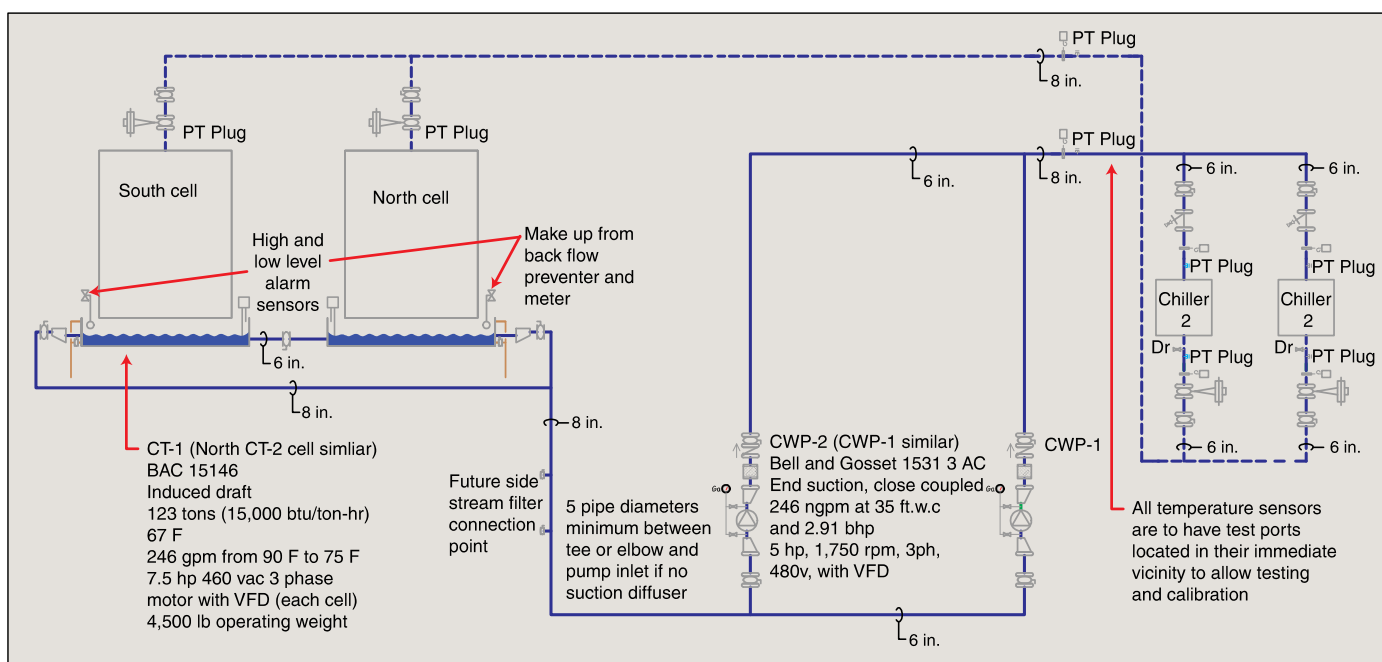 PT Plug
8 in.
PT Plug
PT Plug
PT Plug
6 in.
8 in.
6 in.
6 in.
South cell
North cell
High and
low level
alarm
sensors
Make up from
back flow
preventer and
meter
PT Plug
PT Plug
Chiller
2
Chiller
2
Dr
PT Plug
Dr
PT Plug
6 in.
8 in.
8 in.
6 in.
6 in.
CT-1 (North CT-2 cell simliar)
BAC 15146
Induced draft
123 tons (15,000 btu/ton-hr)
67 F
246 gpm from 90 F to 75 F
7.5 hp 460 vac 3 phase
motor with VFD (each cell)
4,500 lb operating weight
Future side
stream filter
connection
point
5 pipe diameters
minimum between
tee or elbow and
pump inlet if no
suction diffuser
Ga
CWP-2 (CWP-1 similar)
Bell and Gosset 1531 3 AC
End suction, close coupled
246 ngpm at 35 ft.w.c
and 2.91 bhp
5 hp, 1,750 rpm, 3ph,
480v, with VFD
Ga
CWP-1
All temperature sensors
are to have test ports
located in their immediate
vicinity to allow testing
and calibration
6 in.